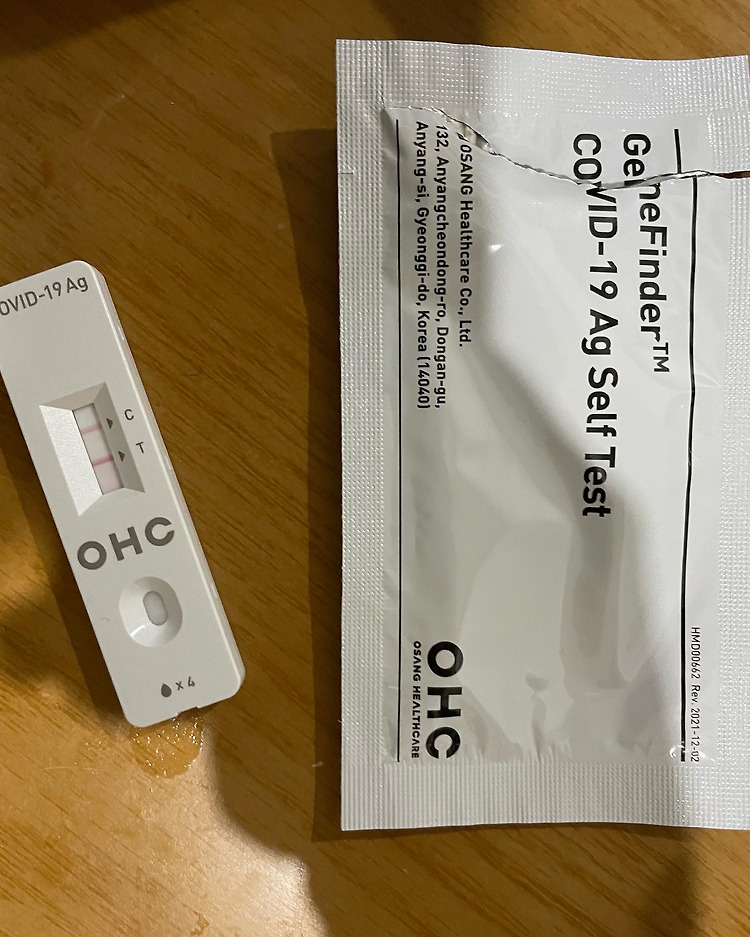 COVID-19 Ag
C
T
OHC
x 4
GeneFinder™
COVID-19 Ag Self Test
OSANG Healthcare Co., Ltd.
132, Anyangcheondong-ro, Dongan-gu,
Anyang-si, Gyeonggi-do, Korea (14040)
OHC
OSANG HEALTHCARE
HMD00662 Rev. 2021-12-02